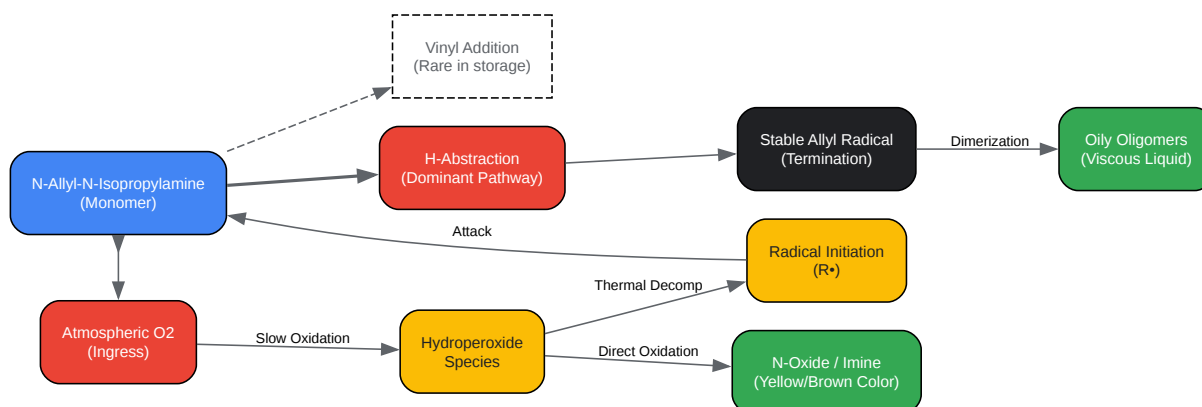 Vinyl Addition
(Rare in storage)
N-Allyl-N-Isopropylamine
(Monomer)
H-Abstraction
(Dominant Pathway)
Stable Allyl Radical
(Termination)
Dimerization
Oily Oligomers
(Viscous Liquid)
Attack
Radical Initiation
(R•)
Thermal Decomp
Atmospheric O2
(Ingress)
Slow Oxidation
Hydroperoxide
Species
Direct Oxidation
N-Oxide / Imine
(Yellow/Brown Color)